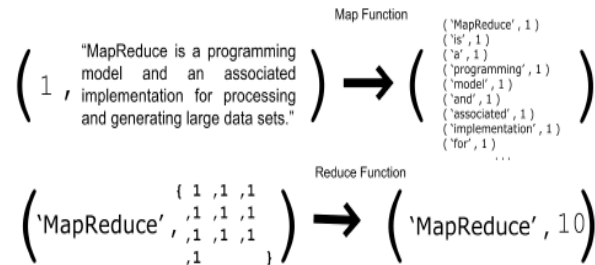 Map Function
( 1 , "MapReduce is a programming
model and an associated
implementation for processing
and generating large data sets." )
( 'MapReduce' , 1 )
( 'is' , 1 )
( 'a' , 1 )
( 'programming' , 1 )
( 'model' , 1 )
( 'and' , 1 )
( 'associated' , 1 )
( 'implementation' , 1 )
( 'for' , 1 )
...
Reduce Function
( 'MapReduce' ,
{ 1 ,1 ,1
,1 ,1 ,1
,1 ,1 ,1
,1 } )
( 'MapReduce' , 10 )